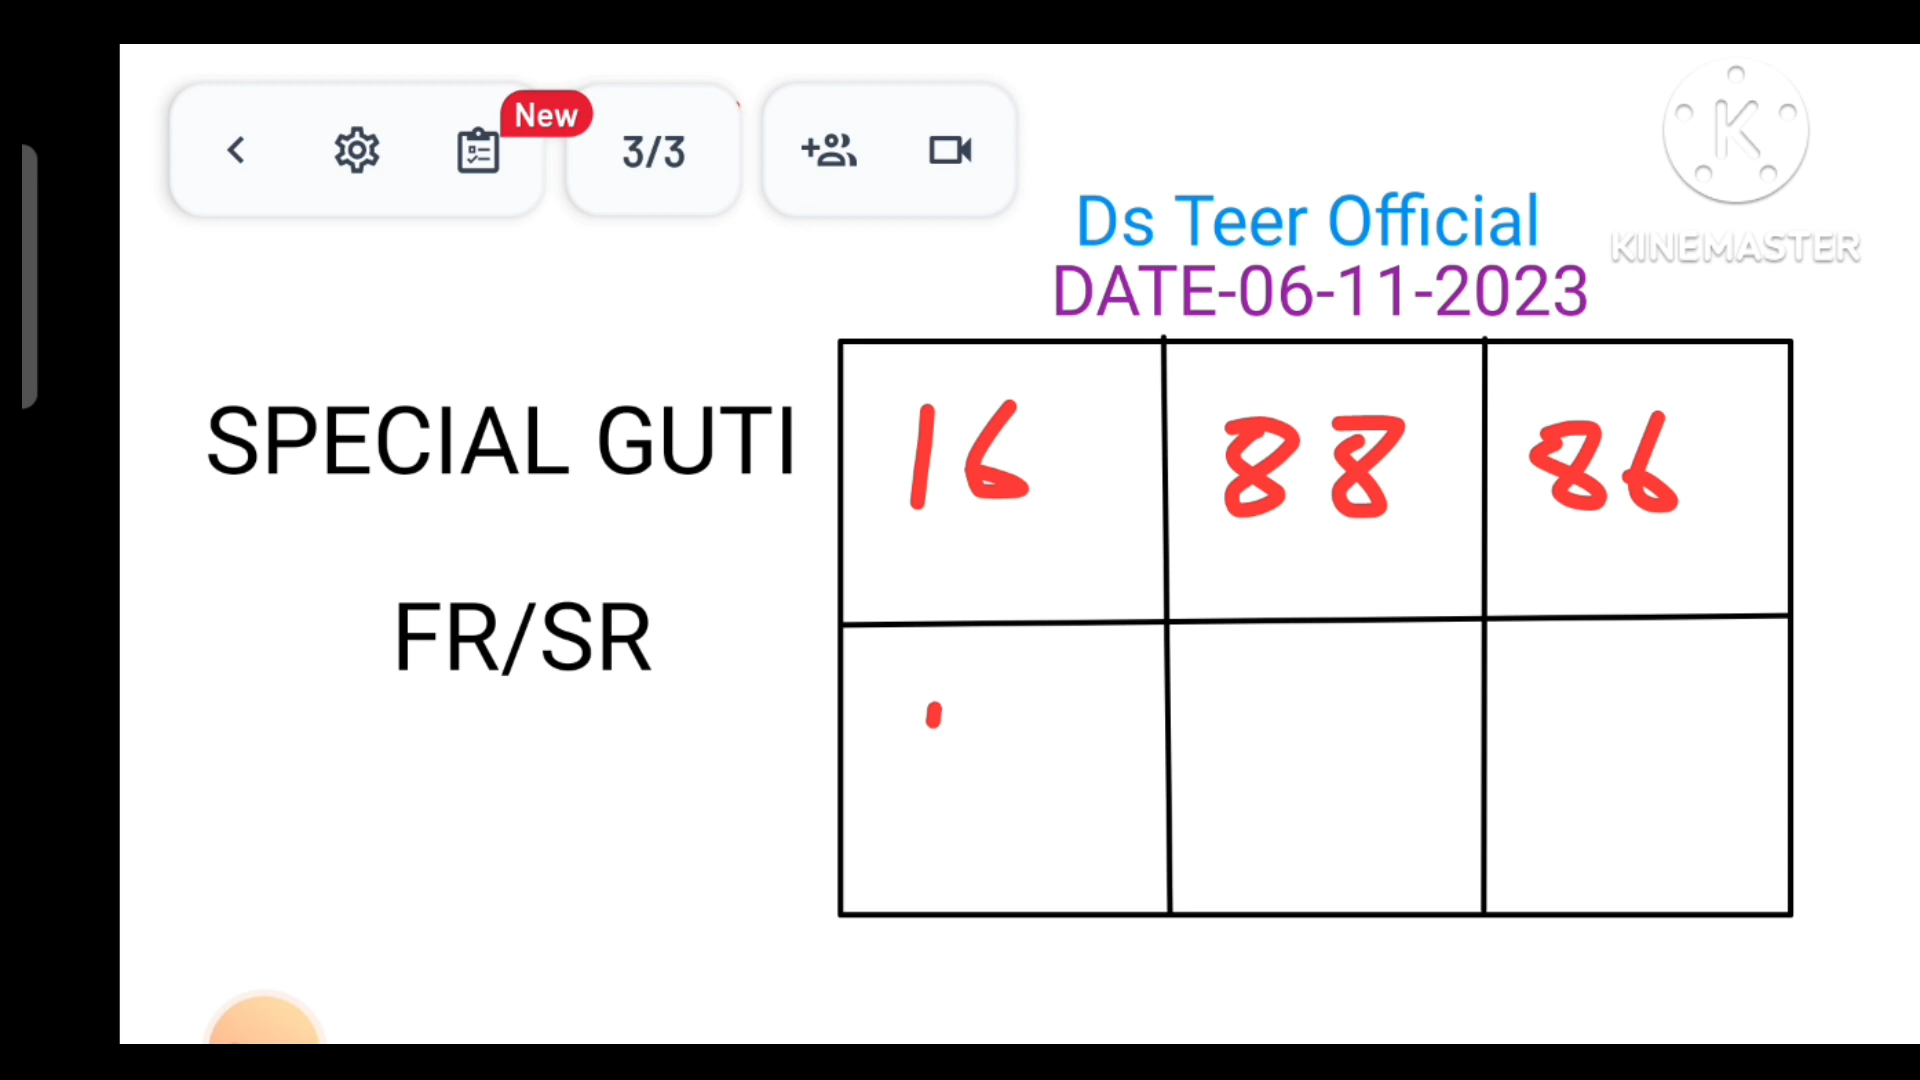 New
3/3
KINEMASTER
Ds Teer Official
DATE-06-11-2023
SPECIAL GUTI
16 88 86
FR/SR